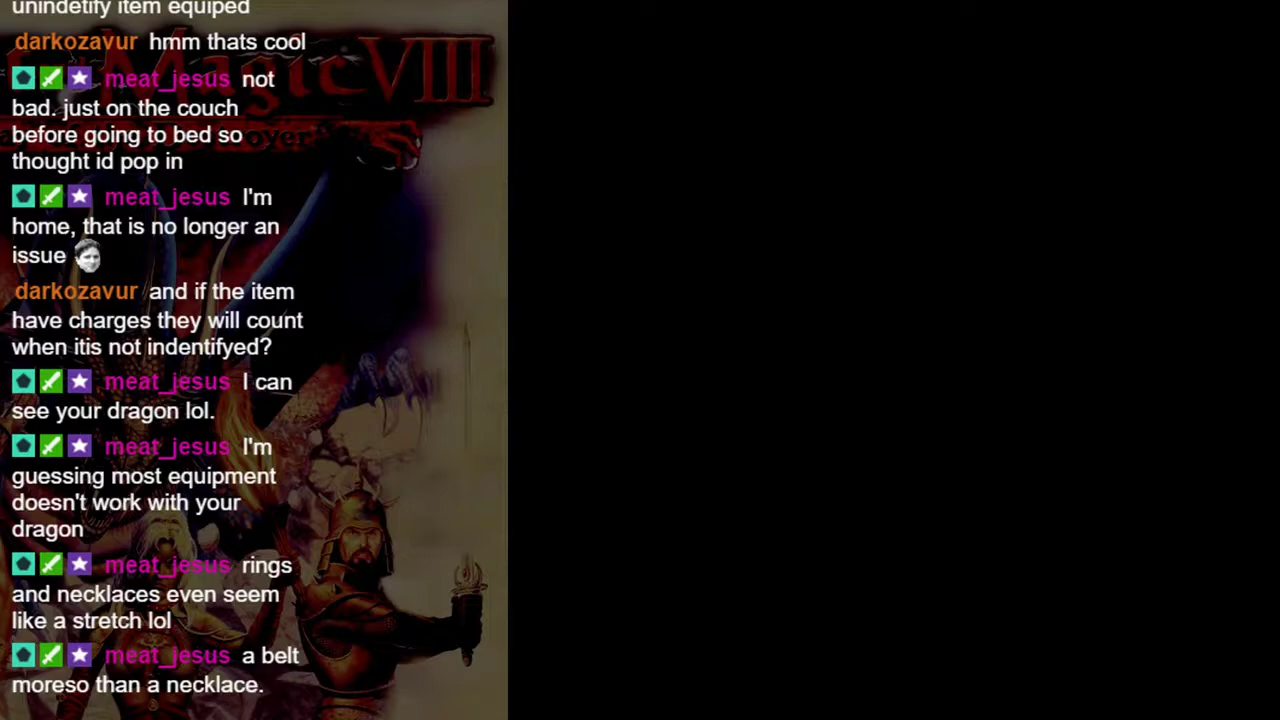 unindetify item equiped
darkozavur hmm thats cool
Magic VIII
meat_jesus not
bad. just on the couch
before going to bed so
oyer
thought id pop in
meat_jesus I'm
home, that is no longer an
issue
darkozavur and if the item
have charges they will count
when itis not indentifyed?
meat_jesus I can
see your dragon lol.
meat_jesus I'm
guessing most equipment
doesn't work with your
dragon
meat_jesus rings
and necklaces even seem
like a stretch lol
meat_jesus a belt
moreso than a necklace.